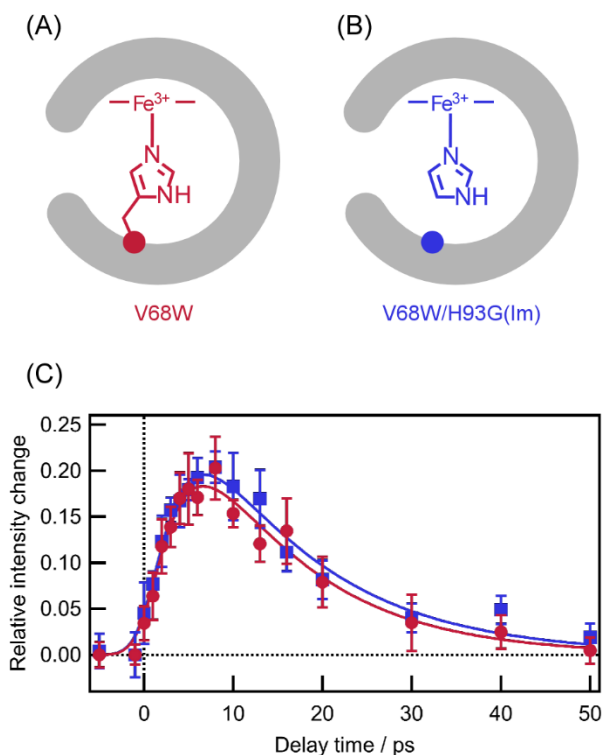 (A)
(B)
Fe3+
Fe3+
N
N
NH
NH
V68W
V68W/H93G(Im)
(C)
Relative intensity change
0.25
0.20
0.15
0.10
0.05
0.00
0 10 20 30 40 50
Delay time / ps